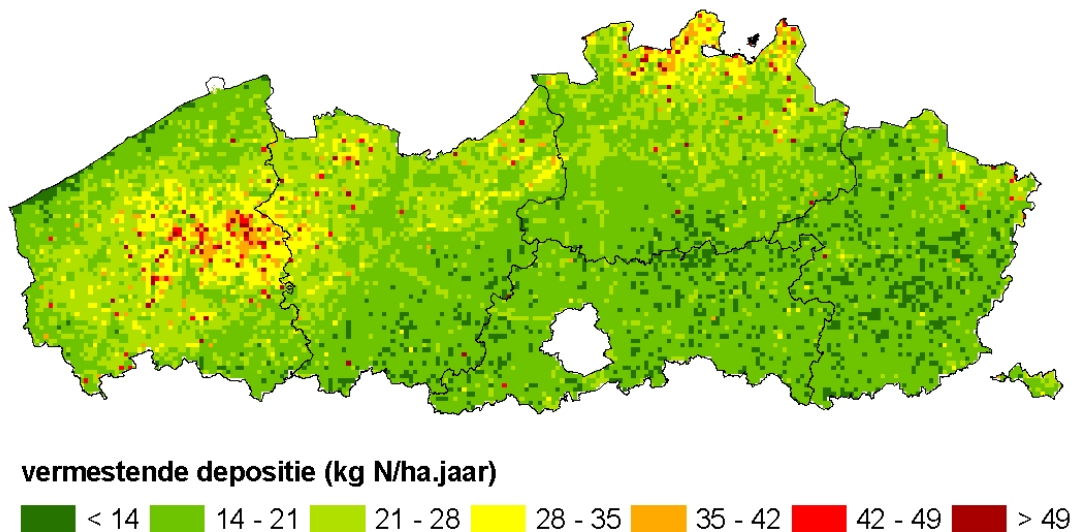 vermestende depositie (kg N/ha.jaar)
< 14 14 - 21 21 - 28 28 - 35 35 - 42 42 - 49 > 49